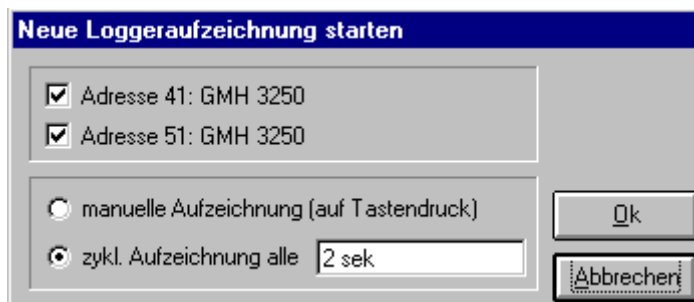 Neue Loggeraufzeichnung starten
Adresse 41: GMH 3250
Adresse 51: GMH 3250
manuelle Aufzeichnung (auf Tastendruck)
Ok
zykl. Aufzeichnung alle 2 sek
Abbrechen